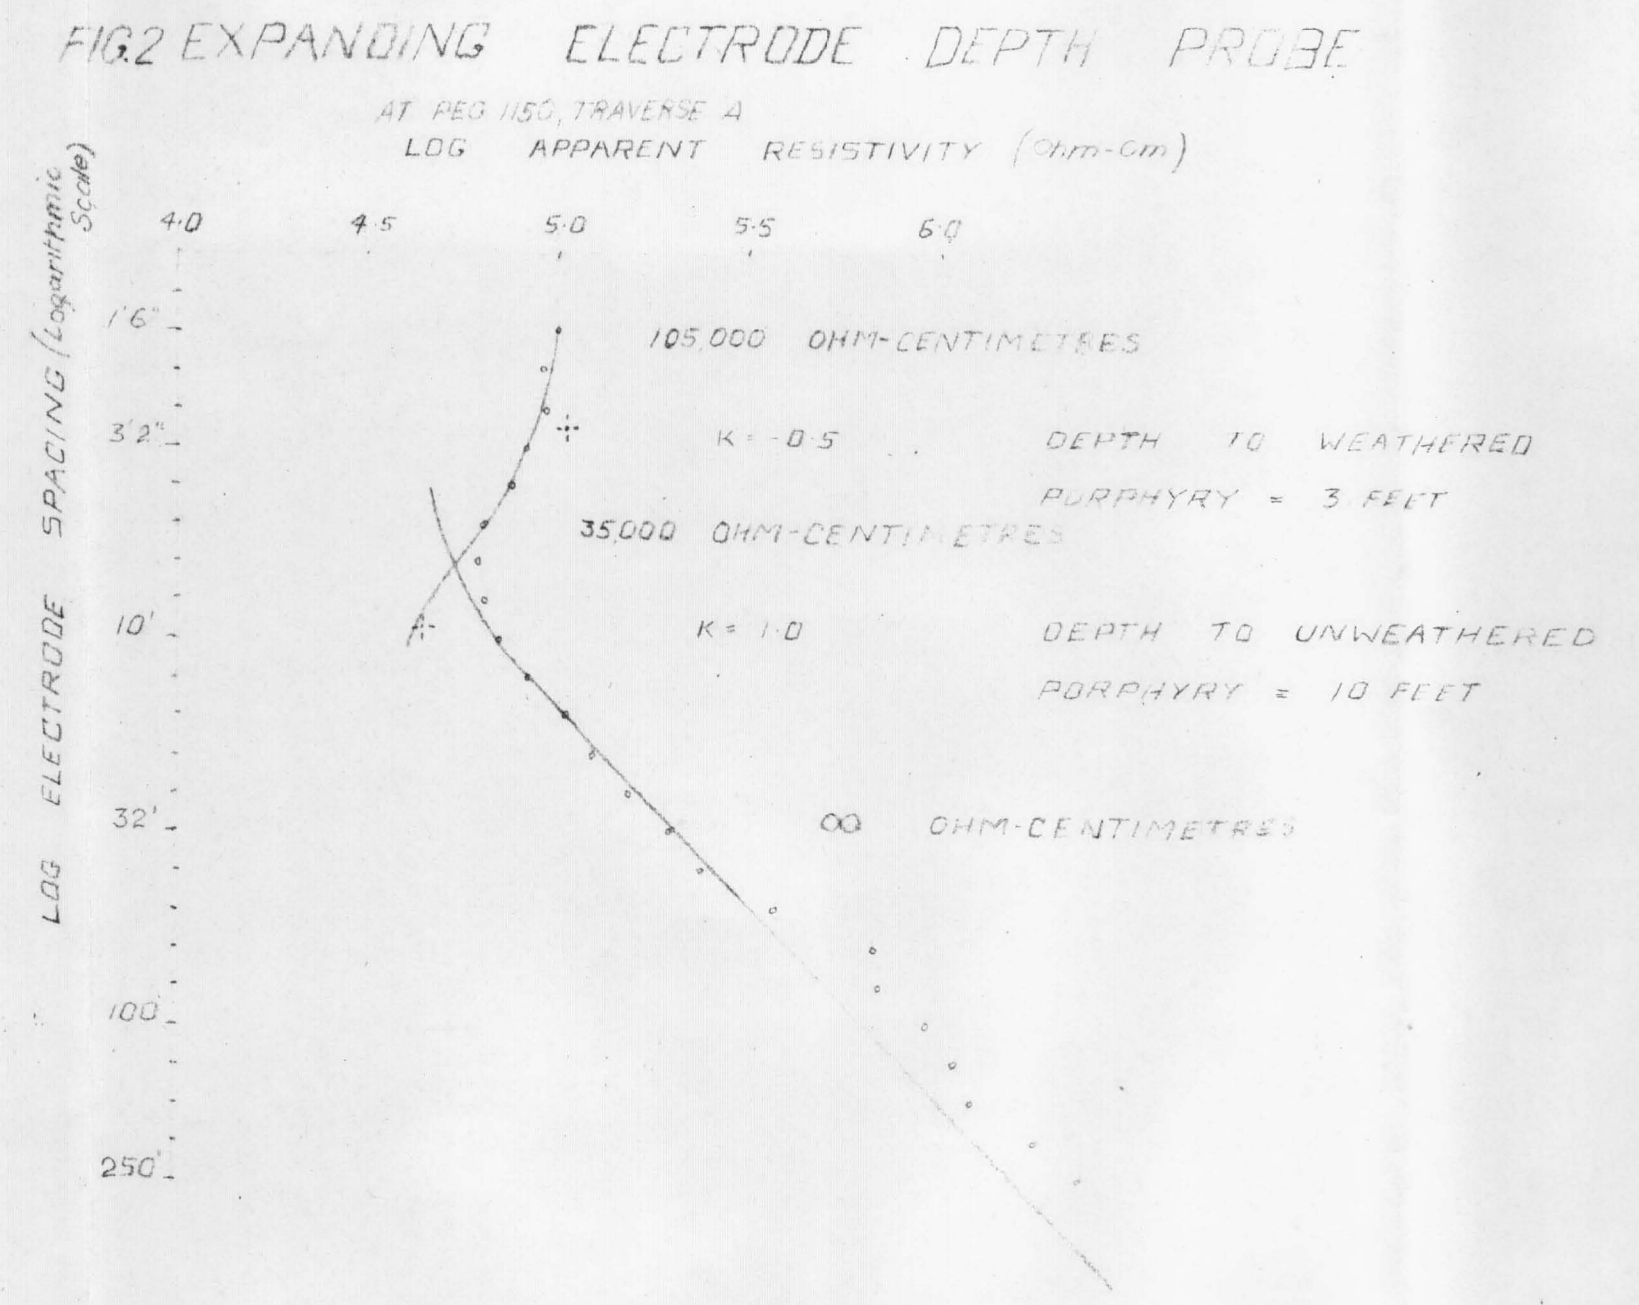 FIG.2 EXPANDING ELECTRODE DEPTH PROBE
AT PEG 1150, TRAVERSE A
LOG APPARENT RESISTIVITY (Ohm-Cm)
4.0 4.5 5.0 5.5 6.0
LOG ELECTRODE SPACING (Logarithmic Scale)
1'6" 105,000 OHM-CENTIMETRES
3'2" K = -0.5 DEPTH TO WEATHERED
PORPHYRY = 3 FEET
35,000 OHM-CENTIMETRES
10' K = 1.0 DEPTH TO UNWEATHERED
PORPHYRY = 10 FEET
32' ∞ OHM-CENTIMETRES
100'
250'